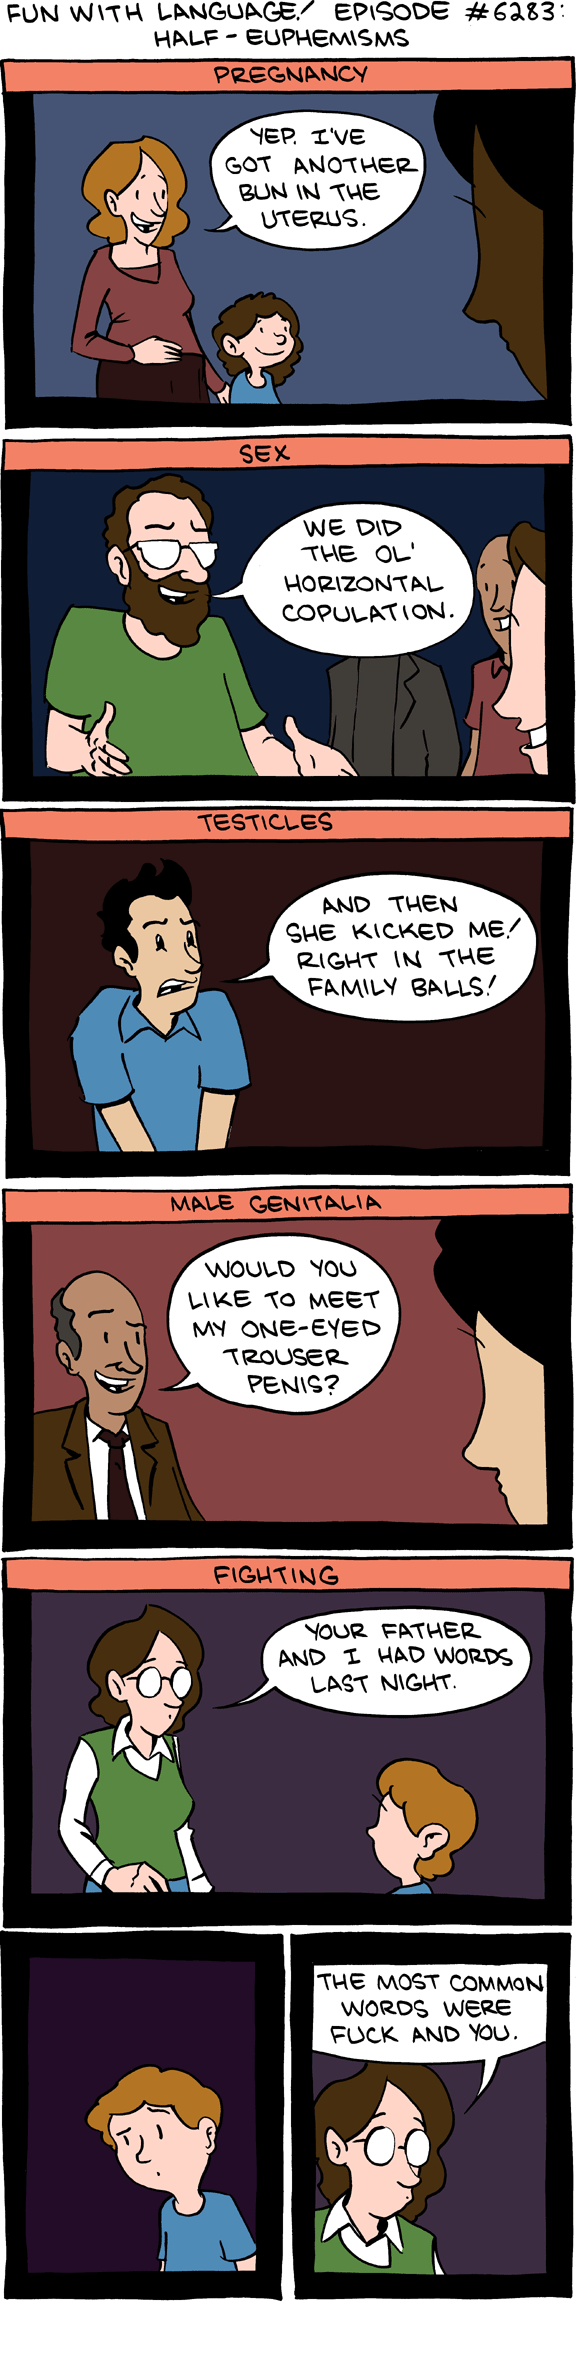 FUN WITH LANGUAGE! EPISODE #6283:
HALF-EUPHEMISMS
PREGNANCY
YEP. I'VE
GOT ANOTHER
BUN IN THE
UTERUS.
SEX
WE DID
THE OL'
HORIZONTAL
COPULATION.
TESTICLES
AND THEN
SHE KICKED ME!
RIGHT IN THE
FAMILY BALLS!
MALE GENITALIA
WOULD YOU
LIKE TO MEET
MY ONE-EYED
TROUSER
PENIS?
FIGHTING
YOUR FATHER
AND I HAD WORDS
LAST NIGHT.
THE MOST COMMON
WORDS WERE
FUCK AND YOU.